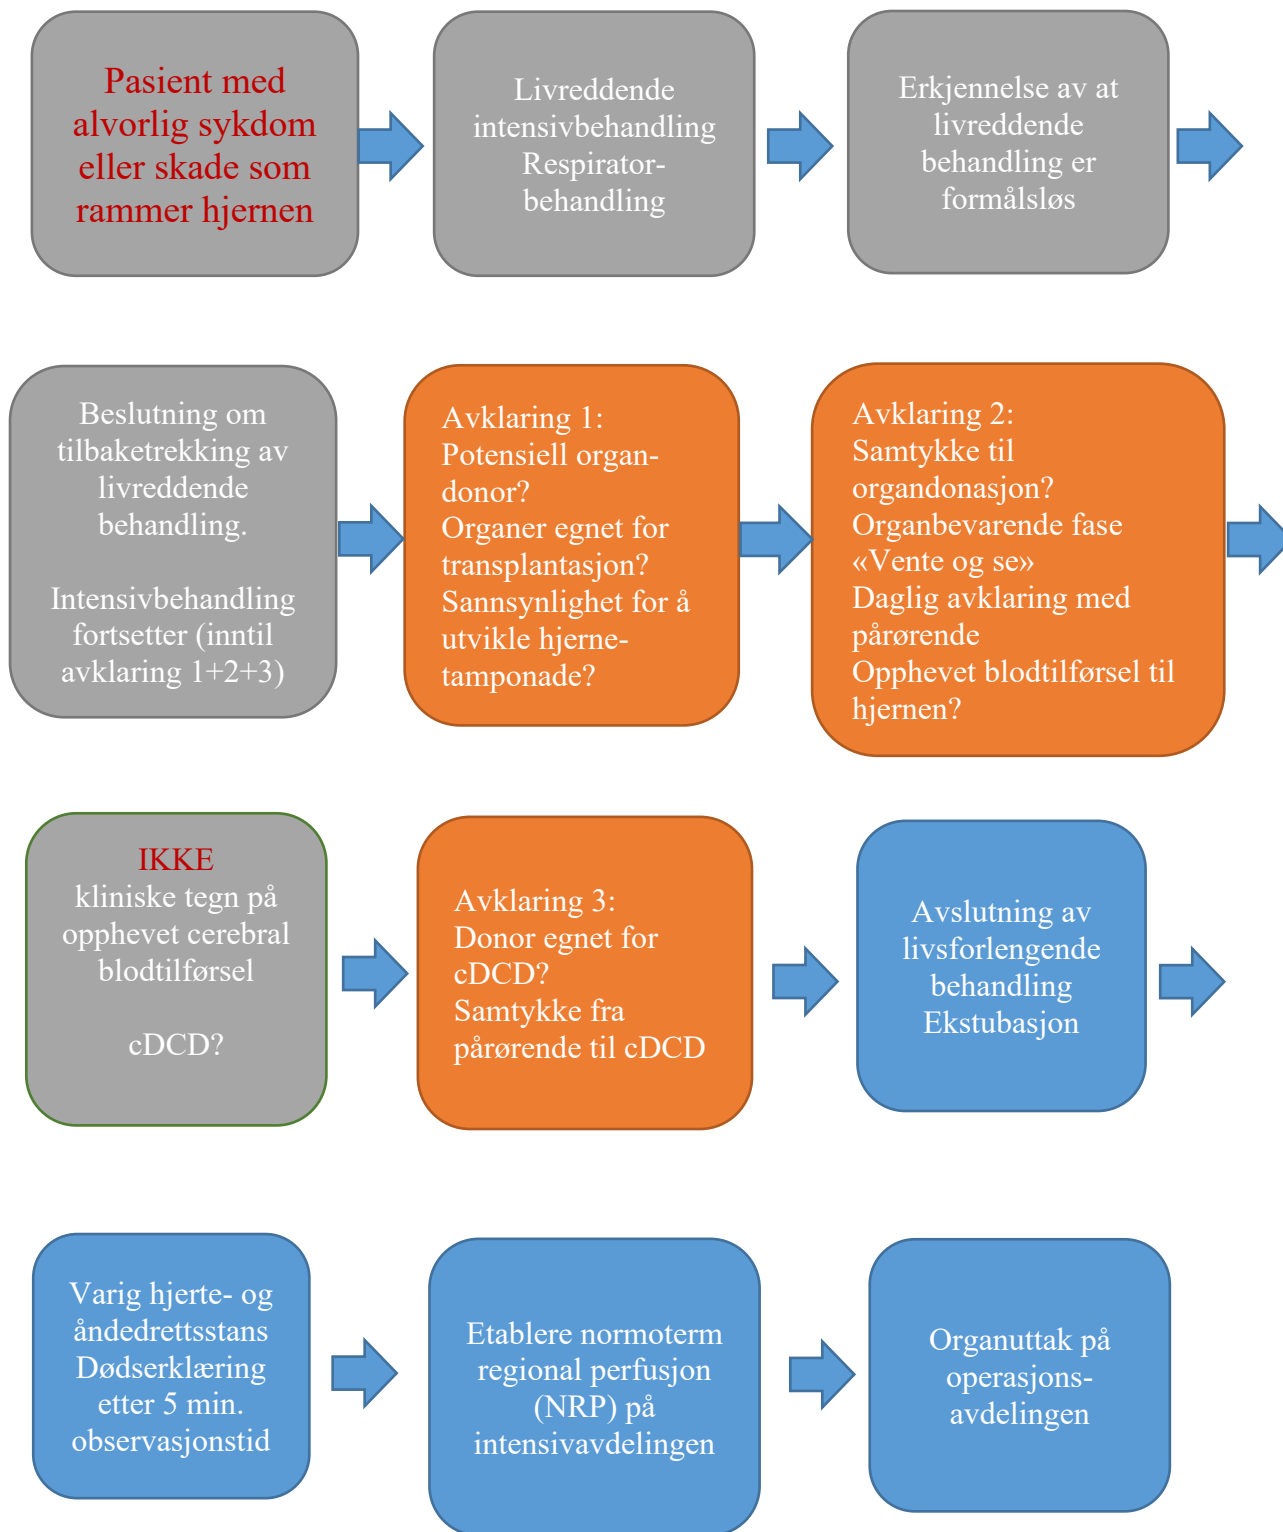 Pasient med
alvorlig sykdom
eller skade som
rammer hjernen
Livreddende
intensivbehandling
Respirator-
behandling
Erkjennelse av at
livreddende
behandling er
formålsløs
Beslutning om
tilbaketrekking av
livreddende
behandling.
Intensivbehandling
fortsetter (inntil
avklaring 1+2+3)
Avklaring 1:
Potensiell organ-
donor?
Organer egnet for
transplantasjon?
Sannsynlighet for å
utvikle hjerne-
tamponade?
Avklaring 2:
Samtykke til
organdonasjon?
Organbevarende fase
«Vente og se»
Daglig avklaring med
pårørende
Opphevet blodtilførsel til
hjernen?
IKKE
kliniske tegn på
opphevet cerebral
blodtilførsel
cDCD?
Avklaring 3:
Donor egnet for
cDCD?
Samtykke fra
pårørende til cDCD
Avslutning av
livsforlengende
behandling
Ekstubasjon
Varig hjerte- og
åndedrettsstans
Dødserklæring
etter 5 min.
observasjonstid
Etablere normoterm
regional perfusjon
(NRP) på
intensivavdelingen
Organuttak på
operasjons-
avdelingen